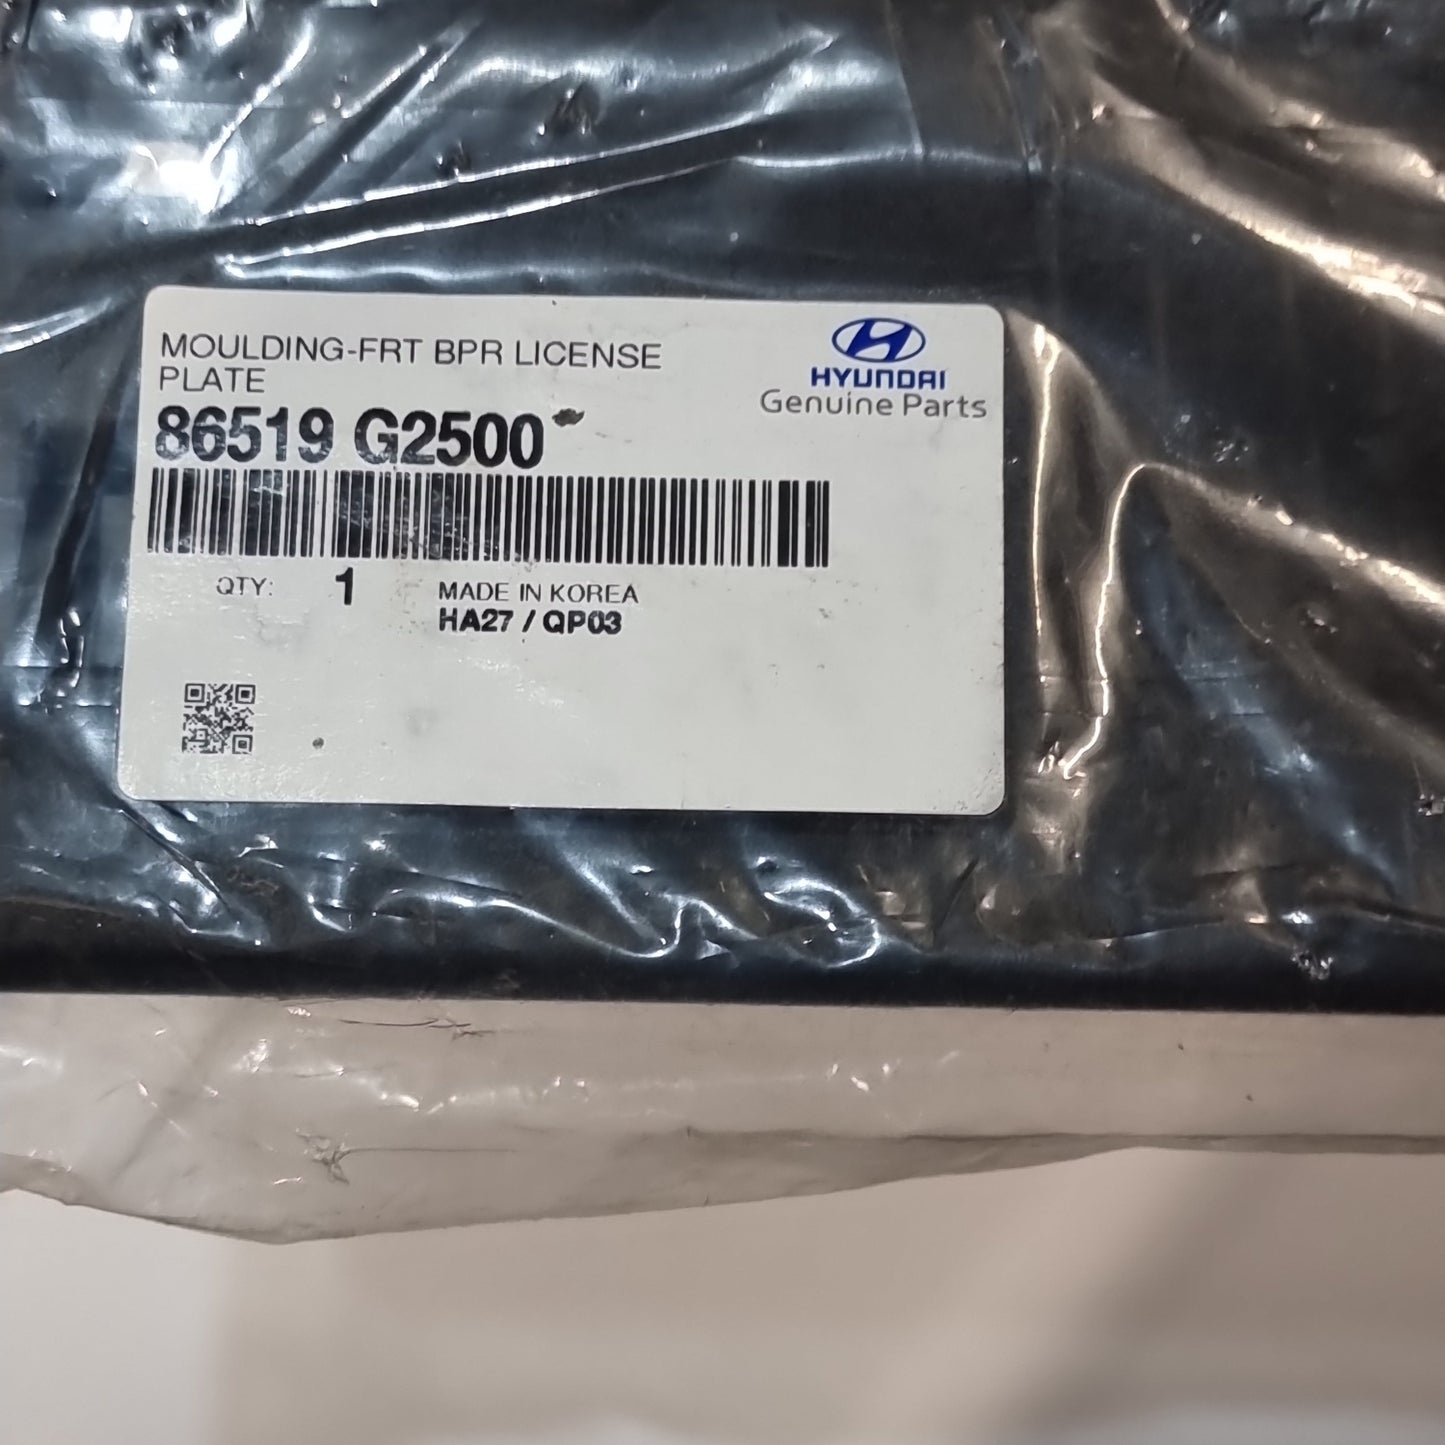 MOULDING-FRT BPR LICENSE
PLATE
86519 G2500
HYUNDAI
Genuine Parts
QTY: 1
MADE IN KOREA
HA27 / QP03